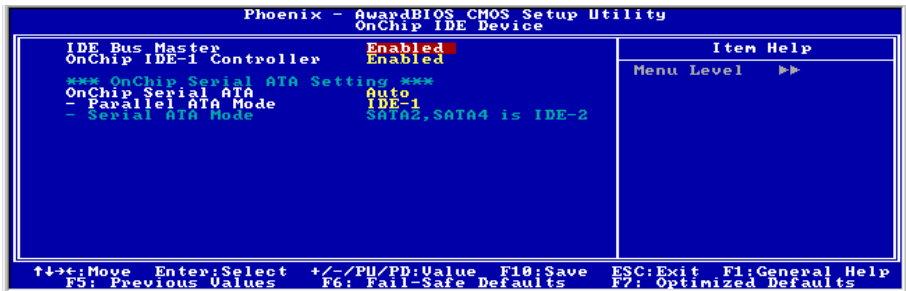 Phoenix - AwardBIOS CMOS Setup Utility
OnChip IDE Device
IDE Bus Master Enabled
OnChip IDE-1 Controller Enabled
*** OnChip Serial ATA Setting ***
OnChip Serial ATA Auto
- Parallel ATA Mode IDE-1
- Serial ATA Mode SATA2,SATA4 is IDE-2
Item Help
Menu Level ▶▶
↑↓→←:Move Enter:Select +/-/PU/PD:Value F10:Save ESC:Exit F1:General Help
F5: Previous Values F6: Fail-Safe Defaults F7: Optimized Defaults